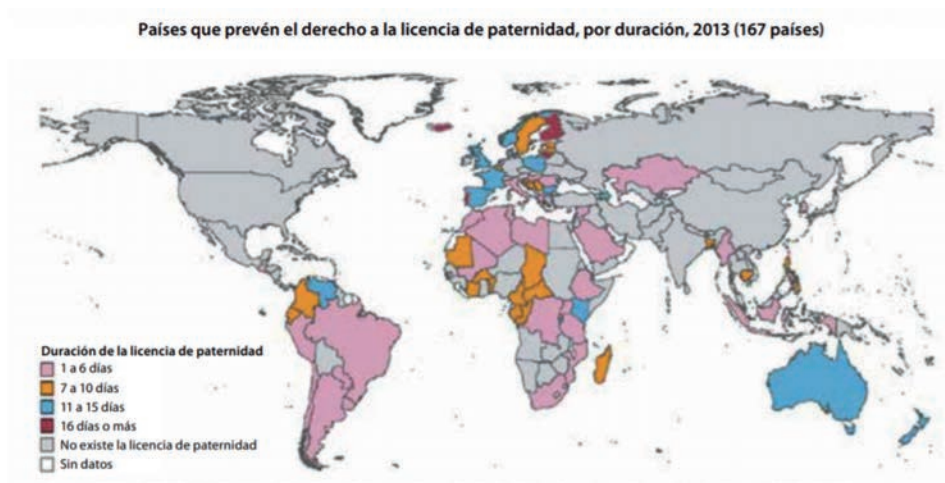 Países que prevén el derecho a la licencia de paternidad, por duración, 2013 (167 países)
Duración de la licencia de paternidad
1 a 6 días
7 a 10 días
11 a 15 días
16 días o más
No existe la licencia de paternidad
Sin datos